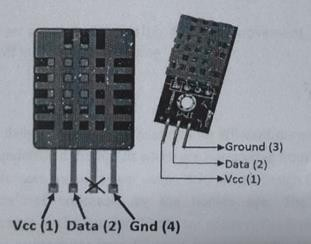 Ground (3)
Data (2)
Vcc (1)
Vcc (1) Data (2) Gnd (4)